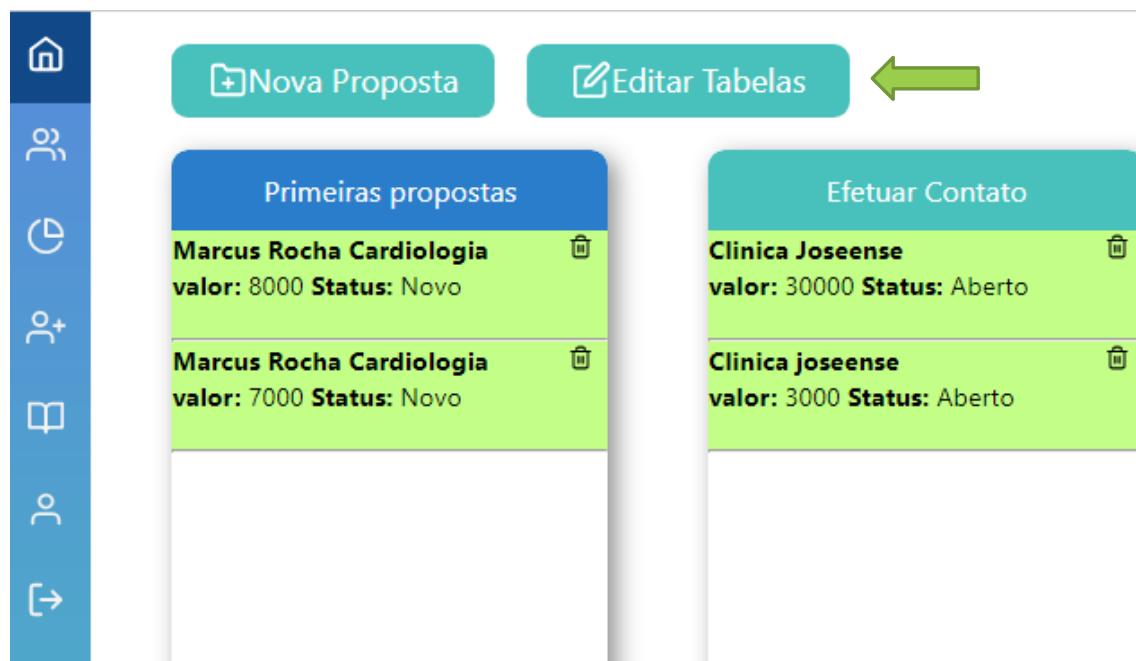 Nova Proposta
Editar Tabelas
Primeiras propostas
Marcus Rocha Cardiologia
valor: 8000 Status: Novo
Marcus Rocha Cardiologia
valor: 7000 Status: Novo
Efetuar Contato
Clinica Joseense
valor: 30000 Status: Aberto
Clinica joseense
valor: 3000 Status: Aberto